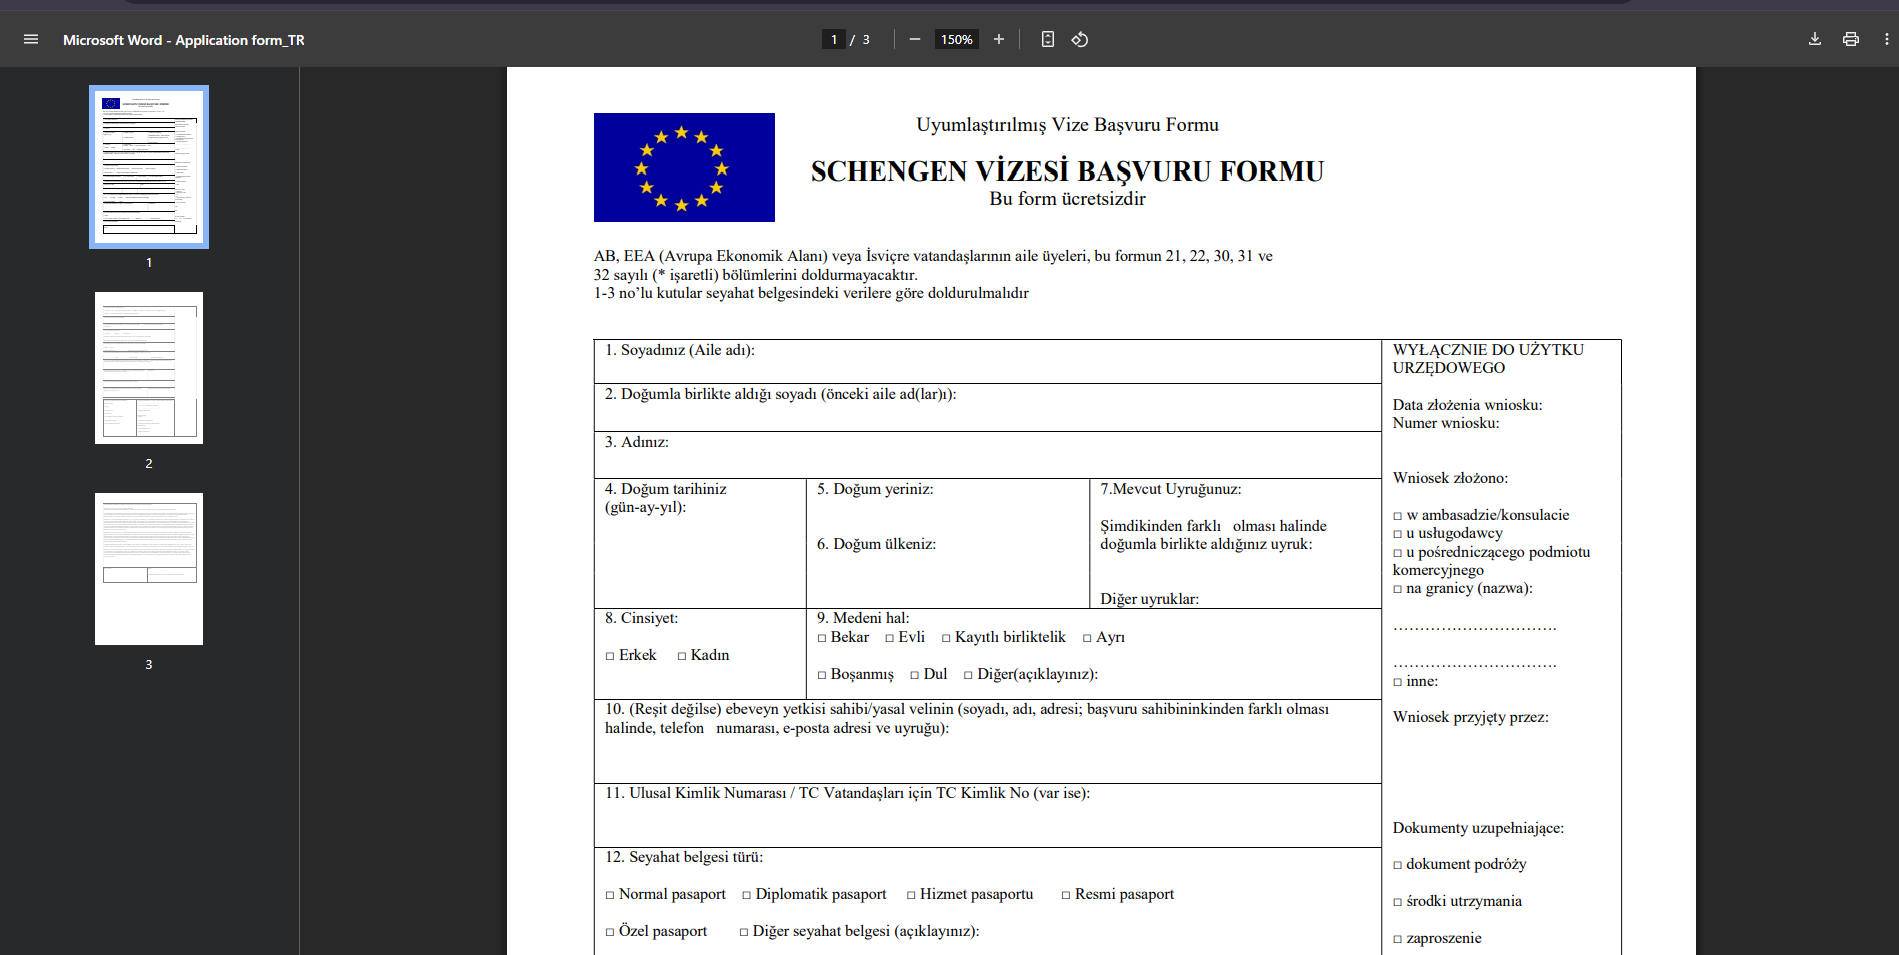 Microsoft Word - Application form_TR
1 / 3
150%
1
2
3
Uyumlaştırılmış Vize Başvuru Formu
SCHENGEN VİZESİ BAŞVURU FORMU
Bu form ücretsizdir
AB, EEA (Avrupa Ekonomik Alanı) veya İsviçre vatandaşlarının aile üyeleri, bu formun 21, 22, 30, 31 ve
32 sayılı (* işaretli) bölümlerini doldurmayacaktır.
1-3 no’lu kutular seyahat belgesindeki verilere göre doldurulmalıdır
1. Soyadınız (Aile adı):
2. Doğumla birlikte aldığı soyadı (önceki aile ad(lar)ı):
3. Adınız:
4. Doğum tarihiniz
(gün-ay-yıl):
5. Doğum yeriniz:
6. Doğum ülkeniz:
7.Mevcut Uyruğunuz:
Şimdikinden farklı olması halinde
doğumla birlikte aldığınız uyruk:
Diğer uyruklar:
8. Cinsiyet:
□ Erkek □ Kadın
9. Medeni hal:
□ Bekar □ Evli □ Kayıtlı birliktelik □ Ayrı
□ Boşanmış □ Dul □ Diğer(açıklayınız):
10. (Reşit değilse) ebeveyn yetkisi sahibi/yasal velinin (soyadı, adı, adresi; başvuru sahibininkinden farklı olması
halinde, telefon numarası, e-posta adresi ve uyruğu):
11. Ulusal Kimlik Numarası / TC Vatandaşları için TC Kimlik No (var ise):
12. Seyahat belgesi türü:
□ Normal pasaport □ Diplomatik pasaport □ Hizmet pasaportu □ Resmi pasaport
□ Özel pasaport □ Diğer seyahat belgesi (açıklayınız):
WYŁĄCZNIE DO UŻYTKU
URZĘDOWEGO
Data złożenia wniosku:
Numer wniosku:
Wniosek złożono:
□ w ambasadzie/konsulacie
□ u usługodawcy
□ u pośredniczącego podmiotu
komercyjnego
□ na granicy (nazwa):
………………………….
………………………….
□ inne:
Wniosek przyjęty przez:
Dokumenty uzupełniające:
□ dokument podróży
□ środki utrzymania
□ zaproszenie